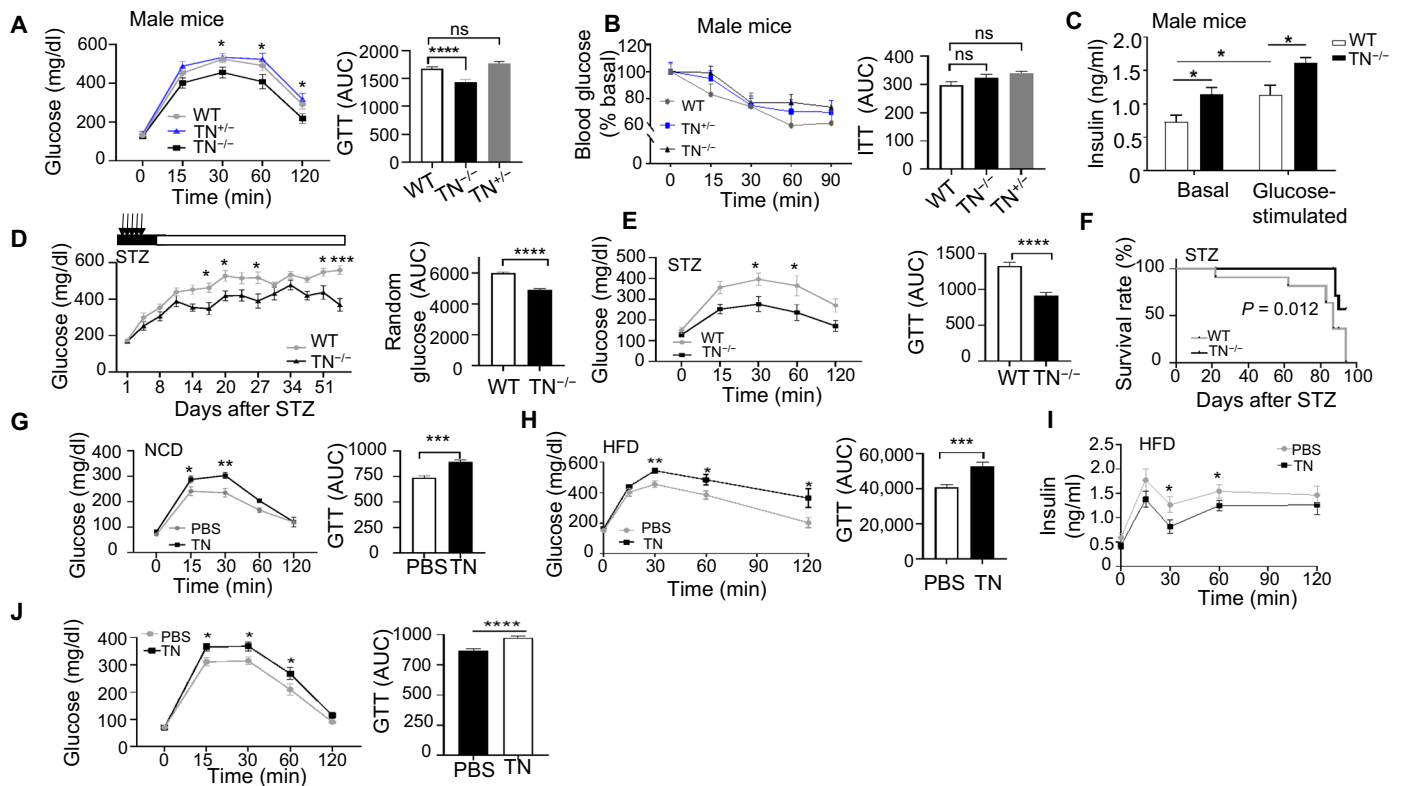 A
Male mice
Glucose (mg/dl)
600
400
200
0
* * *
WT
TN+/−
TN−/−
0 15 30 60 120
Time (min)
GTT (AUC)
2000
1500
1000
500
0
ns
****
WT TN−/− TN+/−
B
Male mice
Blood glucose
(% basal)
120
100
80
60
0
WT
TN+/−
TN−/−
0 15 30 60 90
Time (min)
ITT (AUC)
400
300
200
100
0
ns
ns
WT TN−/− TN+/−
C
Male mice
Insulin (ng/ml)
2.0
1.5
1.0
0.5
0
* * *
WT
TN−/−
Basal Glucose-
stimulated
D
STZ
Glucose (mg/dl)
600
400
200
0
* * * * ***
WT
TN−/−
1 8 14 20 27 34 51
Days after STZ
Random
glucose (AUC)
6000
4000
2000
0
****
WT TN−/−
E
STZ
Glucose (mg/dl)
500
400
300
200
100
0
* *
WT
TN−/−
0 15 30 60 120
Time (min)
GTT (AUC)
1500
1000
500
0
****
WT TN−/−
F
STZ
Survival rate (%)
100
50
0
P = 0.012
WT
TN−/−
0 20 40 60 80 100
Days after STZ
G
NCD
Glucose (mg/dl)
400
300
200
100
0
* **
PBS
TN
0 15 30 60 120
Time (min)
GTT (AUC)
1000
750
500
250
0
***
PBS TN
H
HFD
Glucose (mg/dl)
600
400
200
0
** * *
PBS
TN
0 30 60 90 120
Time (min)
GTT (AUC)
60,000
40,000
20,000
0
***
PBS TN
I
HFD
Insulin
(ng/ml)
2.5
2.0
1.5
1.0
0.5
0
* *
PBS
TN
0 30 60 90 120
Time (min)
J
Glucose (mg/dl)
400
300
200
100
0
PBS
TN
* * *
0 15 30 60 120
Time (min)
GTT (AUC)
1000
750
500
250
0
****
PBS TN